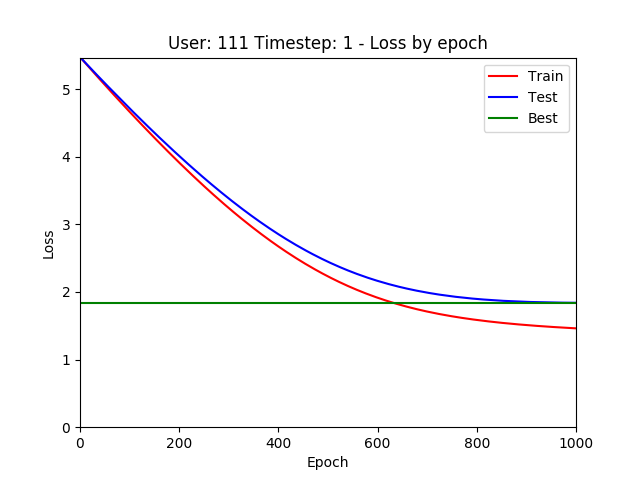 User: 111 Timestep: 1 - Loss by epoch
Train
Test
Best
Loss
5
4
3
2
1
0
0 200 400 600 800 1000
Epoch